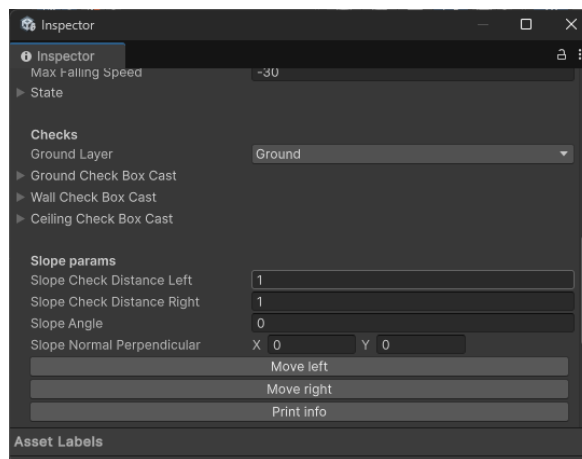 Inspector
Inspector
Max Falling Speed -30
State
Checks
Ground Layer Ground
Ground Check Box Cast
Wall Check Box Cast
Ceiling Check Box Cast
Slope params
Slope Check Distance Left 1
Slope Check Distance Right 1
Slope Angle 0
Slope Normal Perpendicular X 0 Y 0
Move left
Move right
Print info
Asset Labels